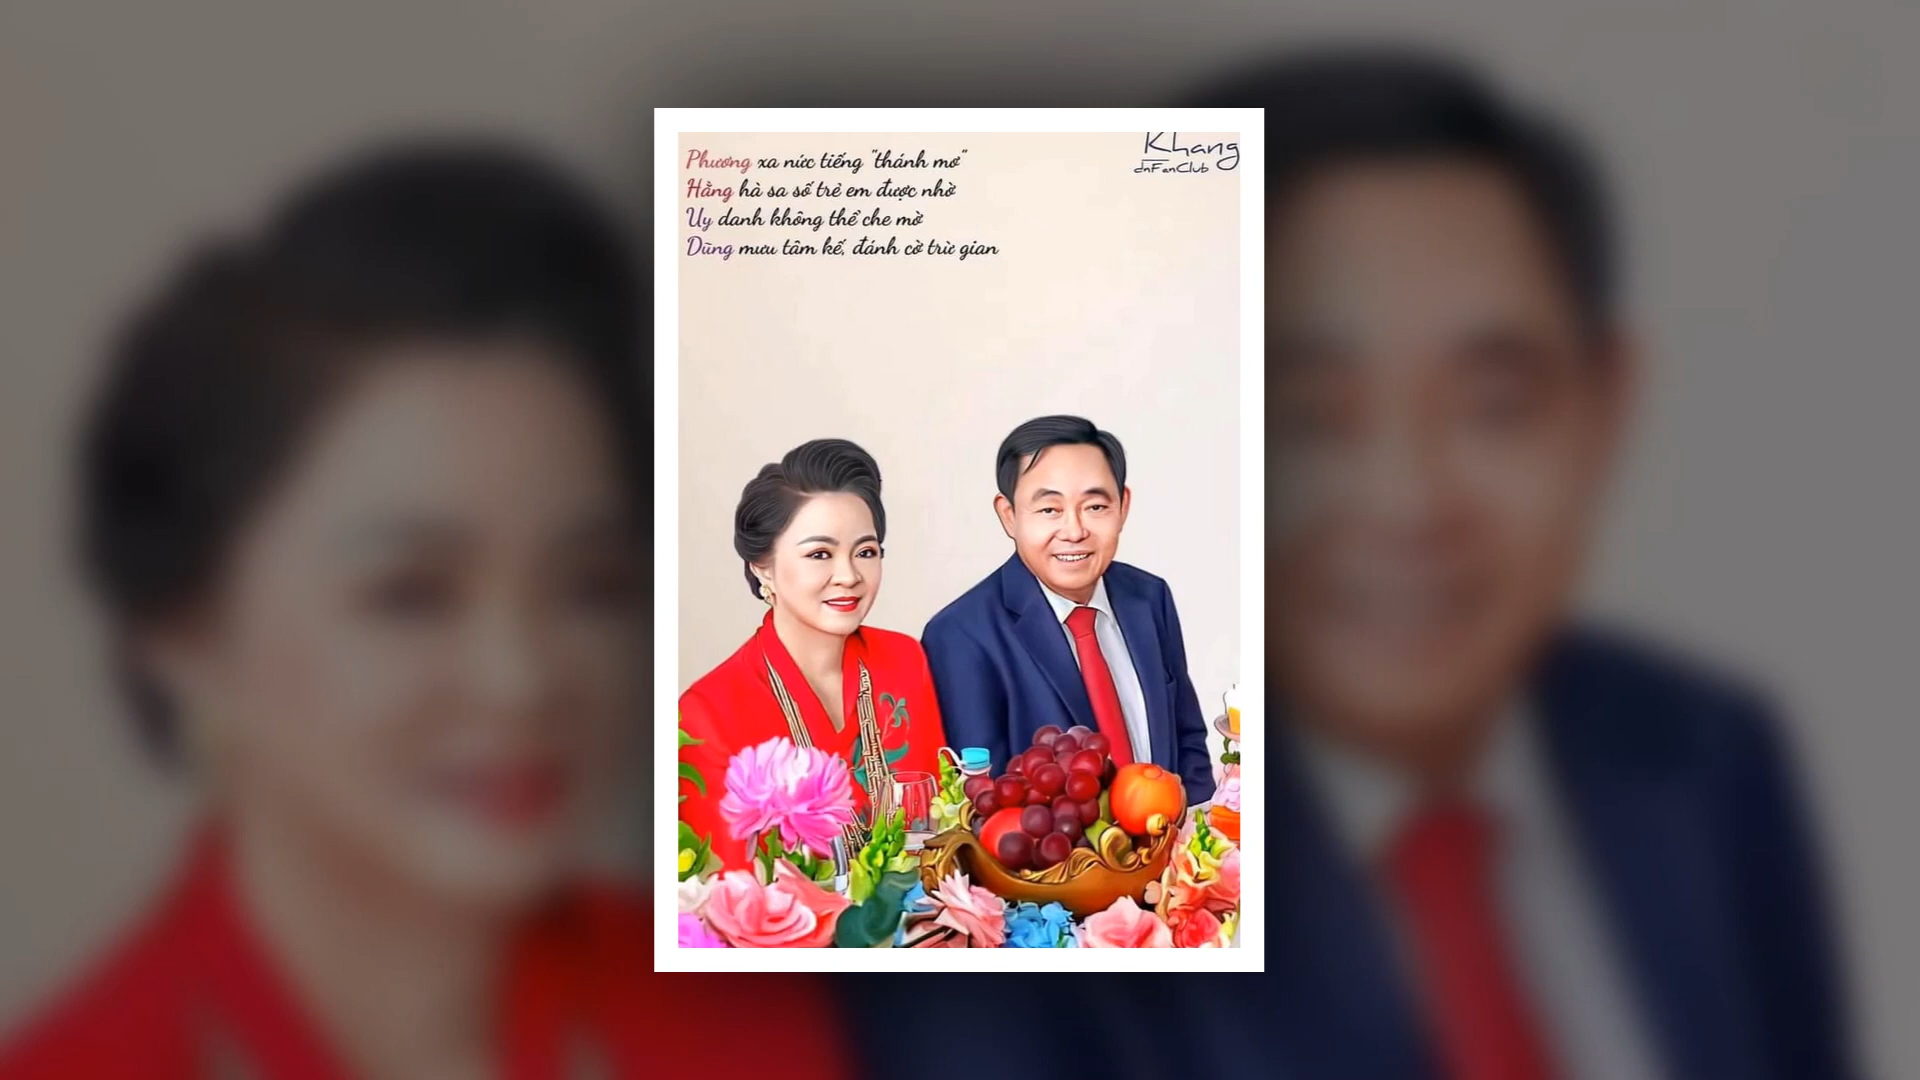 Phương xa nức tiếng "thánh mơ"
Hằng hà sa số trẻ em được nhờ
Uy danh không thể che mờ
Dũng mưu tâm kế, đánh cờ trừ gian
Khang
dnFanClub